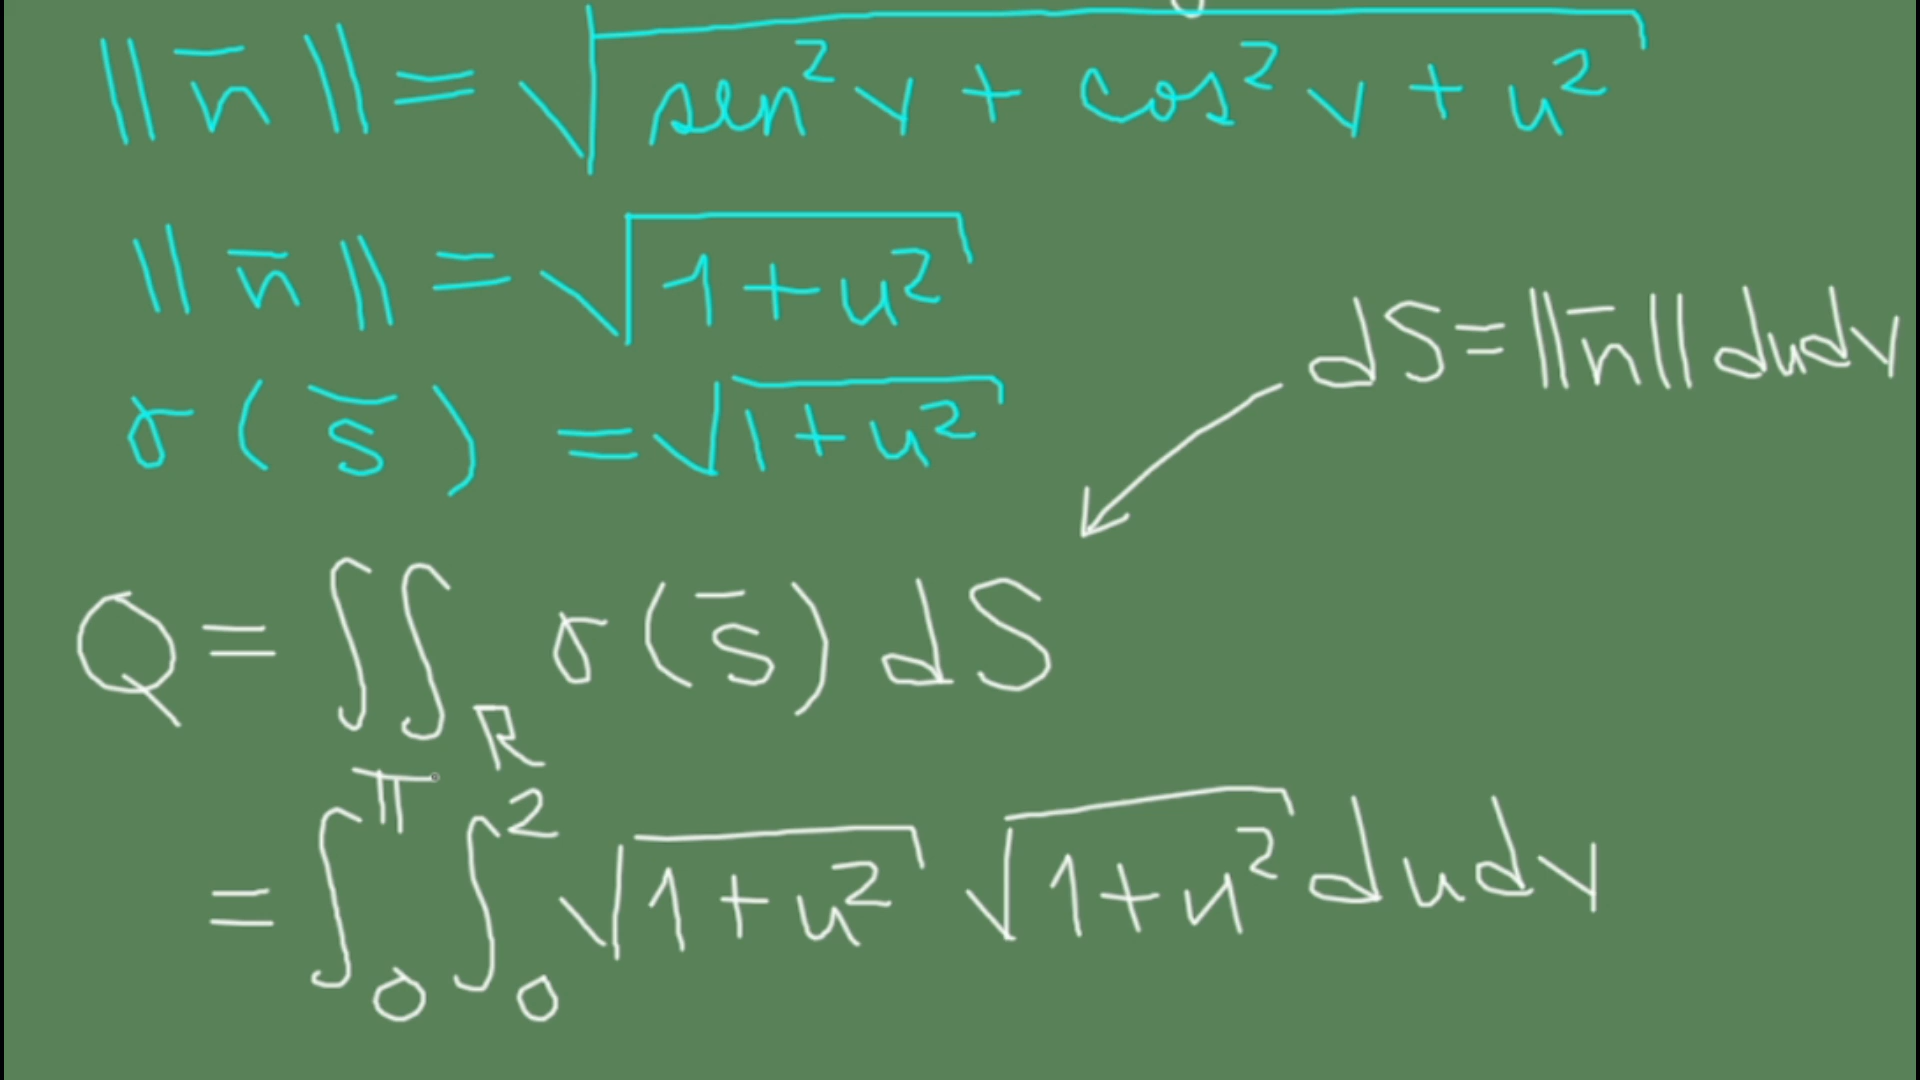 ‖n̄‖ = √(sen²v + cos²v + u²)
‖n̄‖ = √(1+u²)
dS = ‖n̄‖ dudv
σ(s̄) = √(1+u²)
Q = ∬_R σ(s̄) dS
= ∫₀^π ∫₀² √(1+u²) √(1+u²) dudv